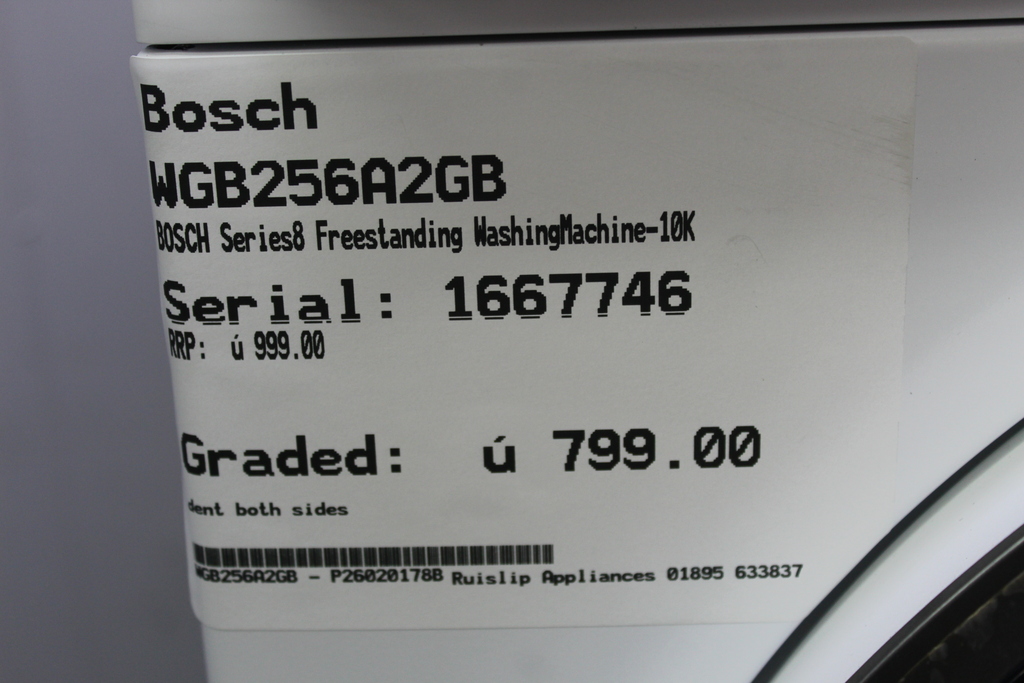 Bosch
WGB256A2GB
BOSCH Series8 Freestanding WashingMachine-10K
Serial: 1667746
RRP: ú 999.00
Graded: ú 799.00
dent both sides
WGB256A2GB - P26020178B Ruislip Appliances 01895 633837